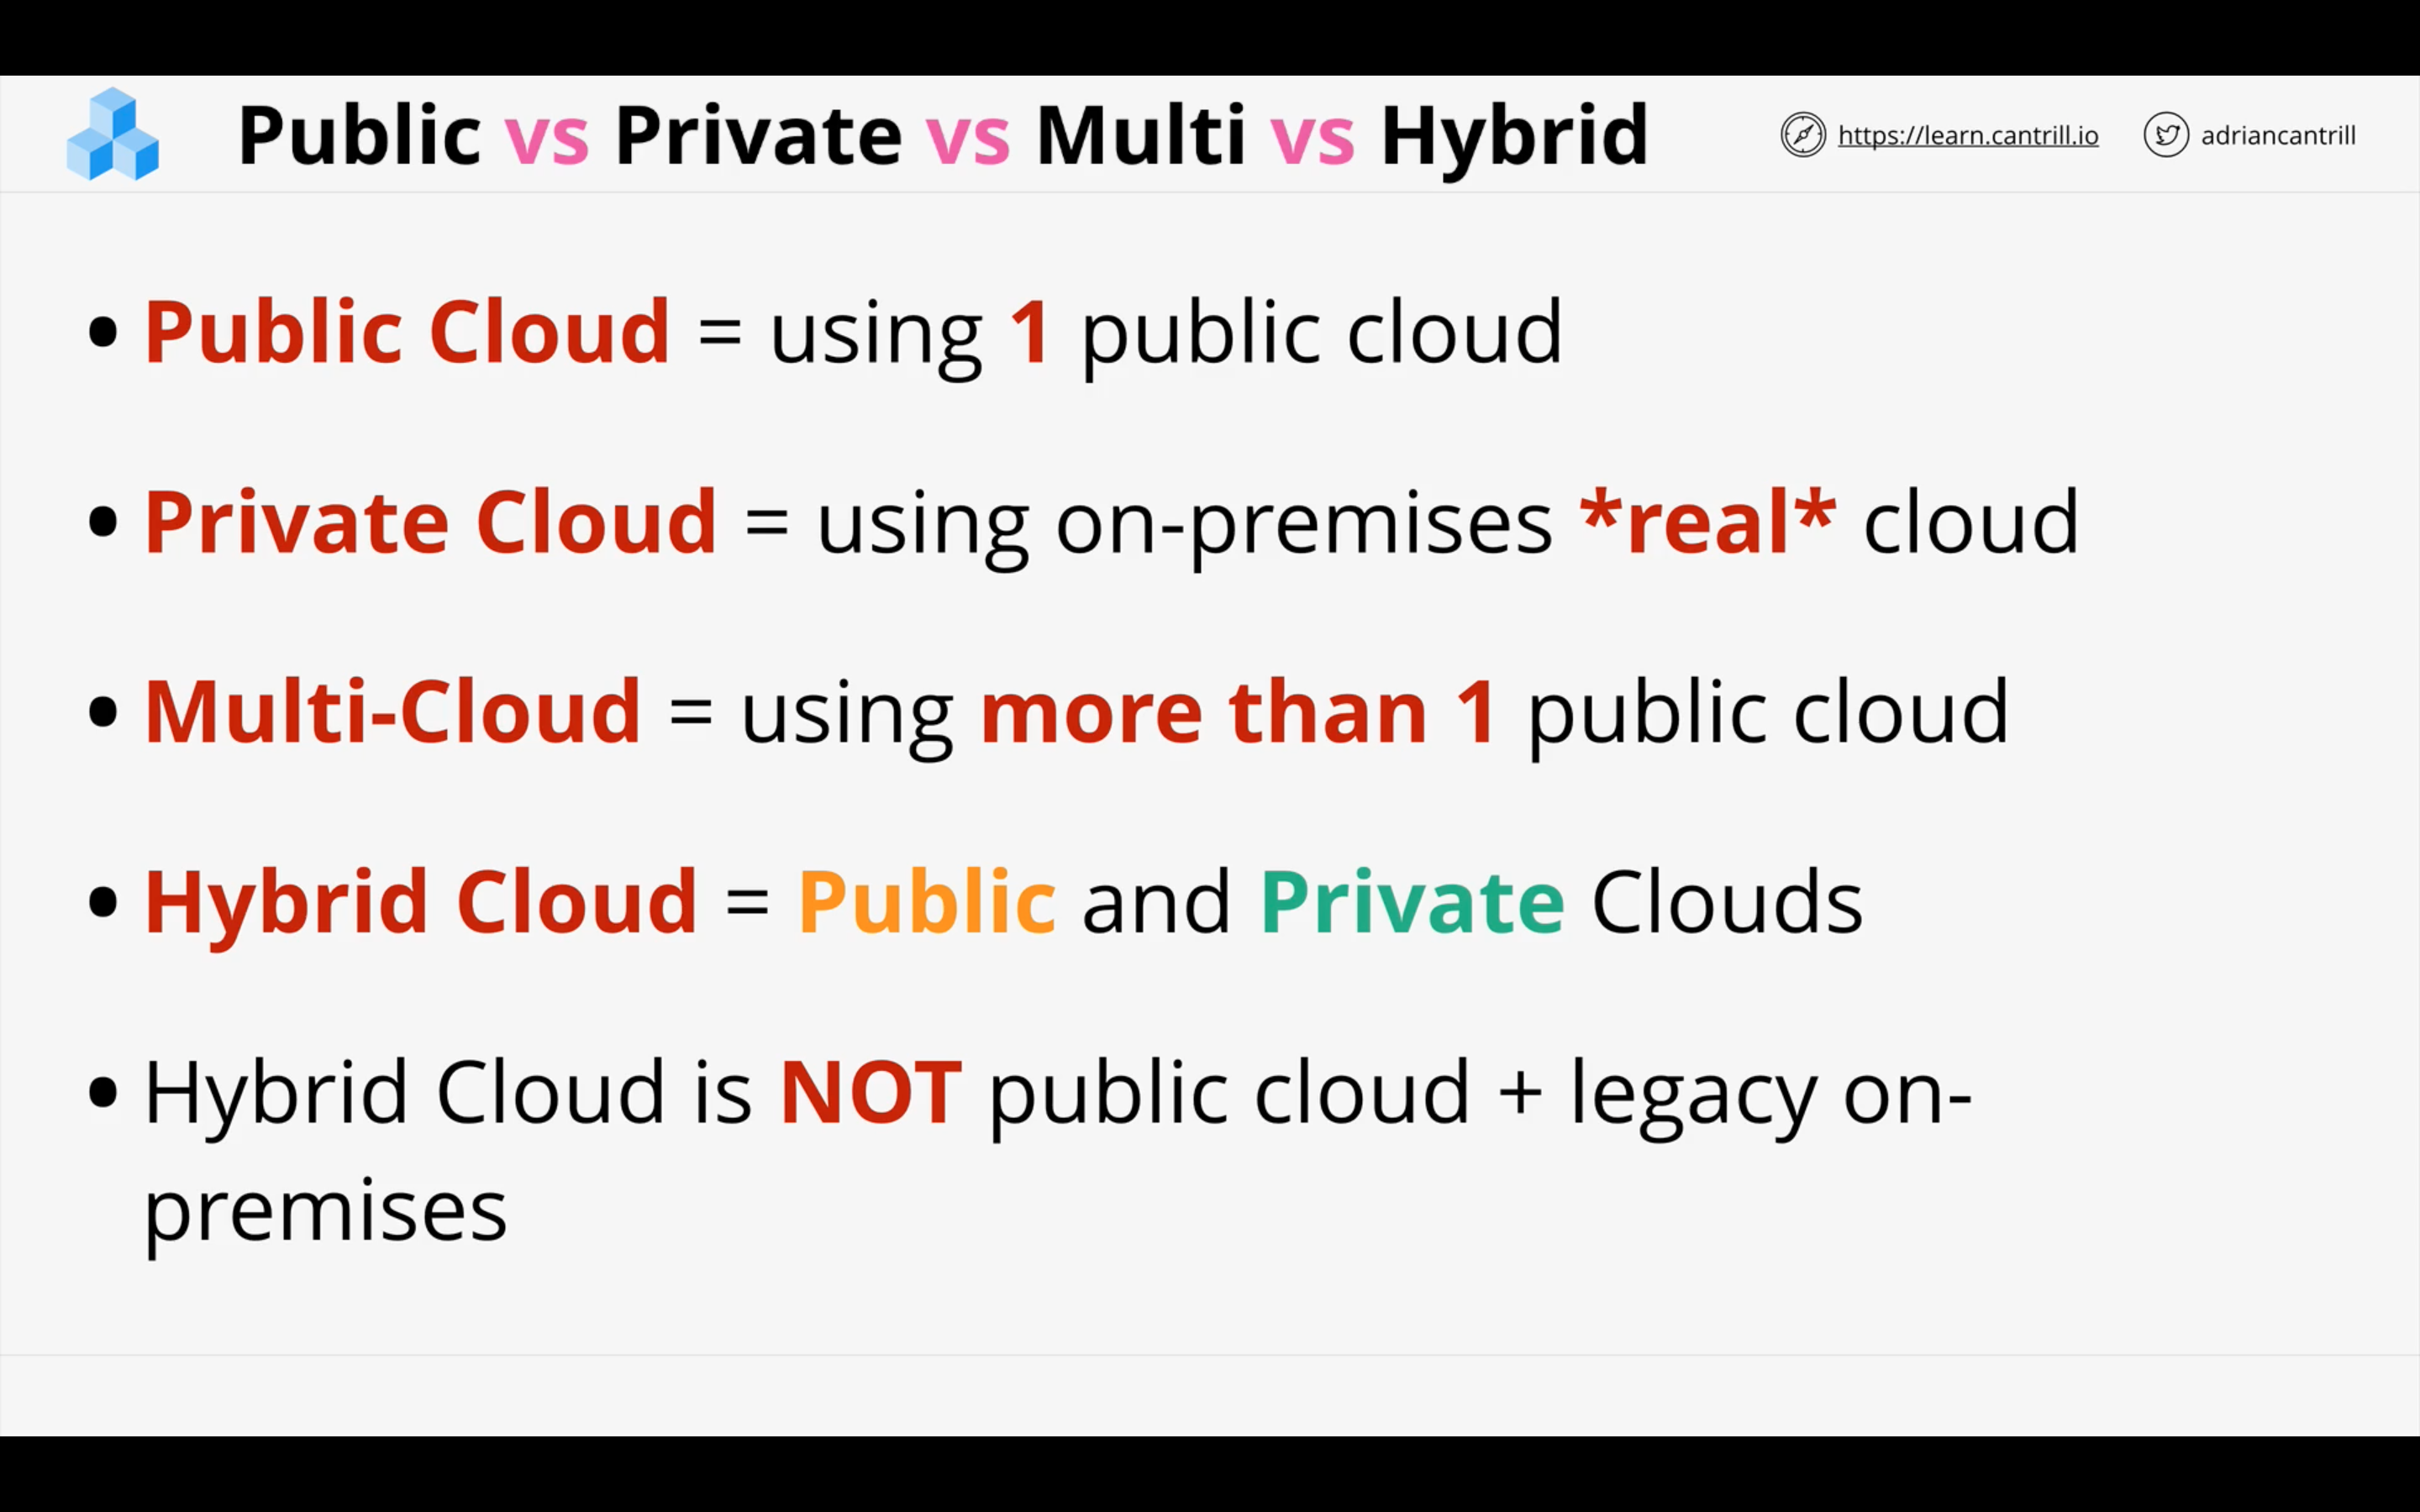 Public vs Private vs Multi vs Hybrid
https://learn.cantrill.io
adriancantrill
• Public Cloud = using 1 public cloud
• Private Cloud = using on-premises *real* cloud
• Multi-Cloud = using more than 1 public cloud
• Hybrid Cloud = Public and Private Clouds
• Hybrid Cloud is NOT public cloud + legacy on-
premises